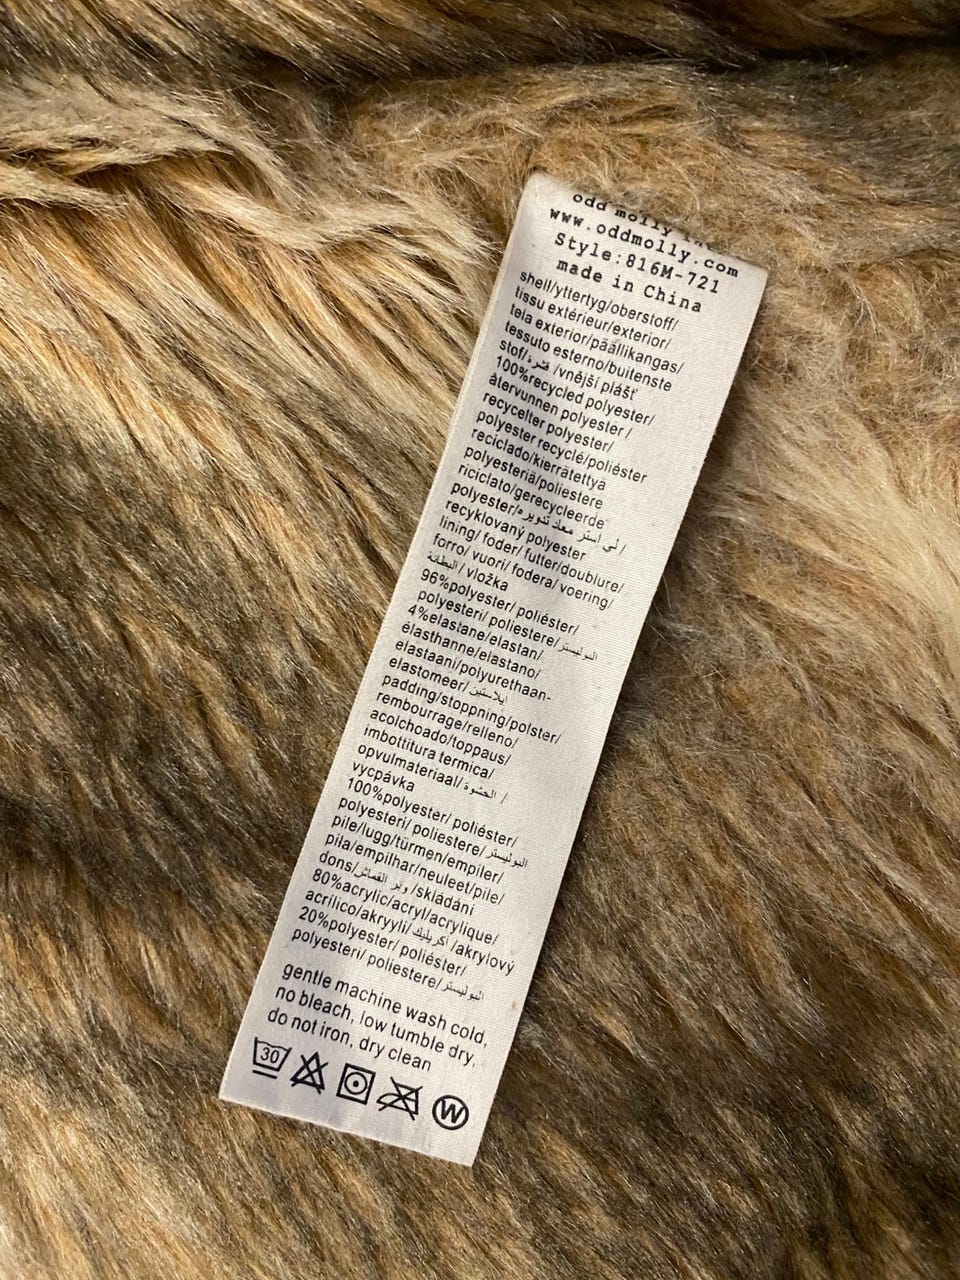 odd molly
www.oddmolly.com
Style:816M-721
made in China
shell/yttertyg/oberstoff/
tissu extérieur/exterior/
tela exterior/päällikangas/
tessuto esterno/buitenste
stof/قشرة /vnější plášť
100%recycled polyester/
återvunnen polyester /
recycelter polyester/
polyester recyclé/poliéster
reciclado/kierrätettyä
polyesteriä/poliestere
riciclato/gerecycleerde
polyester/لي استر معاد تدويره/
recyklovaný polyester
lining/ foder/ futter/doublure/
forro/ vuori/ fodera/ voering/
البطانة/ vložka
96%polyester/ poliéster/
polyesteri/ poliestere/البوليستر
4%elastane/elastan/
élasthanne/elastano/
elastaani/polyurethaan-
elastomeer/إيلاستين
padding/stoppning/polster/
rembourrage/relleno/
acolchoado/toppaus/
imbottitura termica/
opvulmateriaal/الحشوة /
vycpávka
100%polyester/ poliéster/
polyesteri/ poliestere/البوليستر
pile/lugg/türmen/empiler/
pila/empilhar/neuleet/pile/
dons/وبر القماش /skládání
80%acrylic/acryl/acrylique/
acrílico/akryyli/أكريليك /akrylový
20%polyester/ poliéster/
polyesteri/ poliestere/البوليستر
gentle machine wash cold,
no bleach, low tumble dry,
do not iron, dry clean
30 W